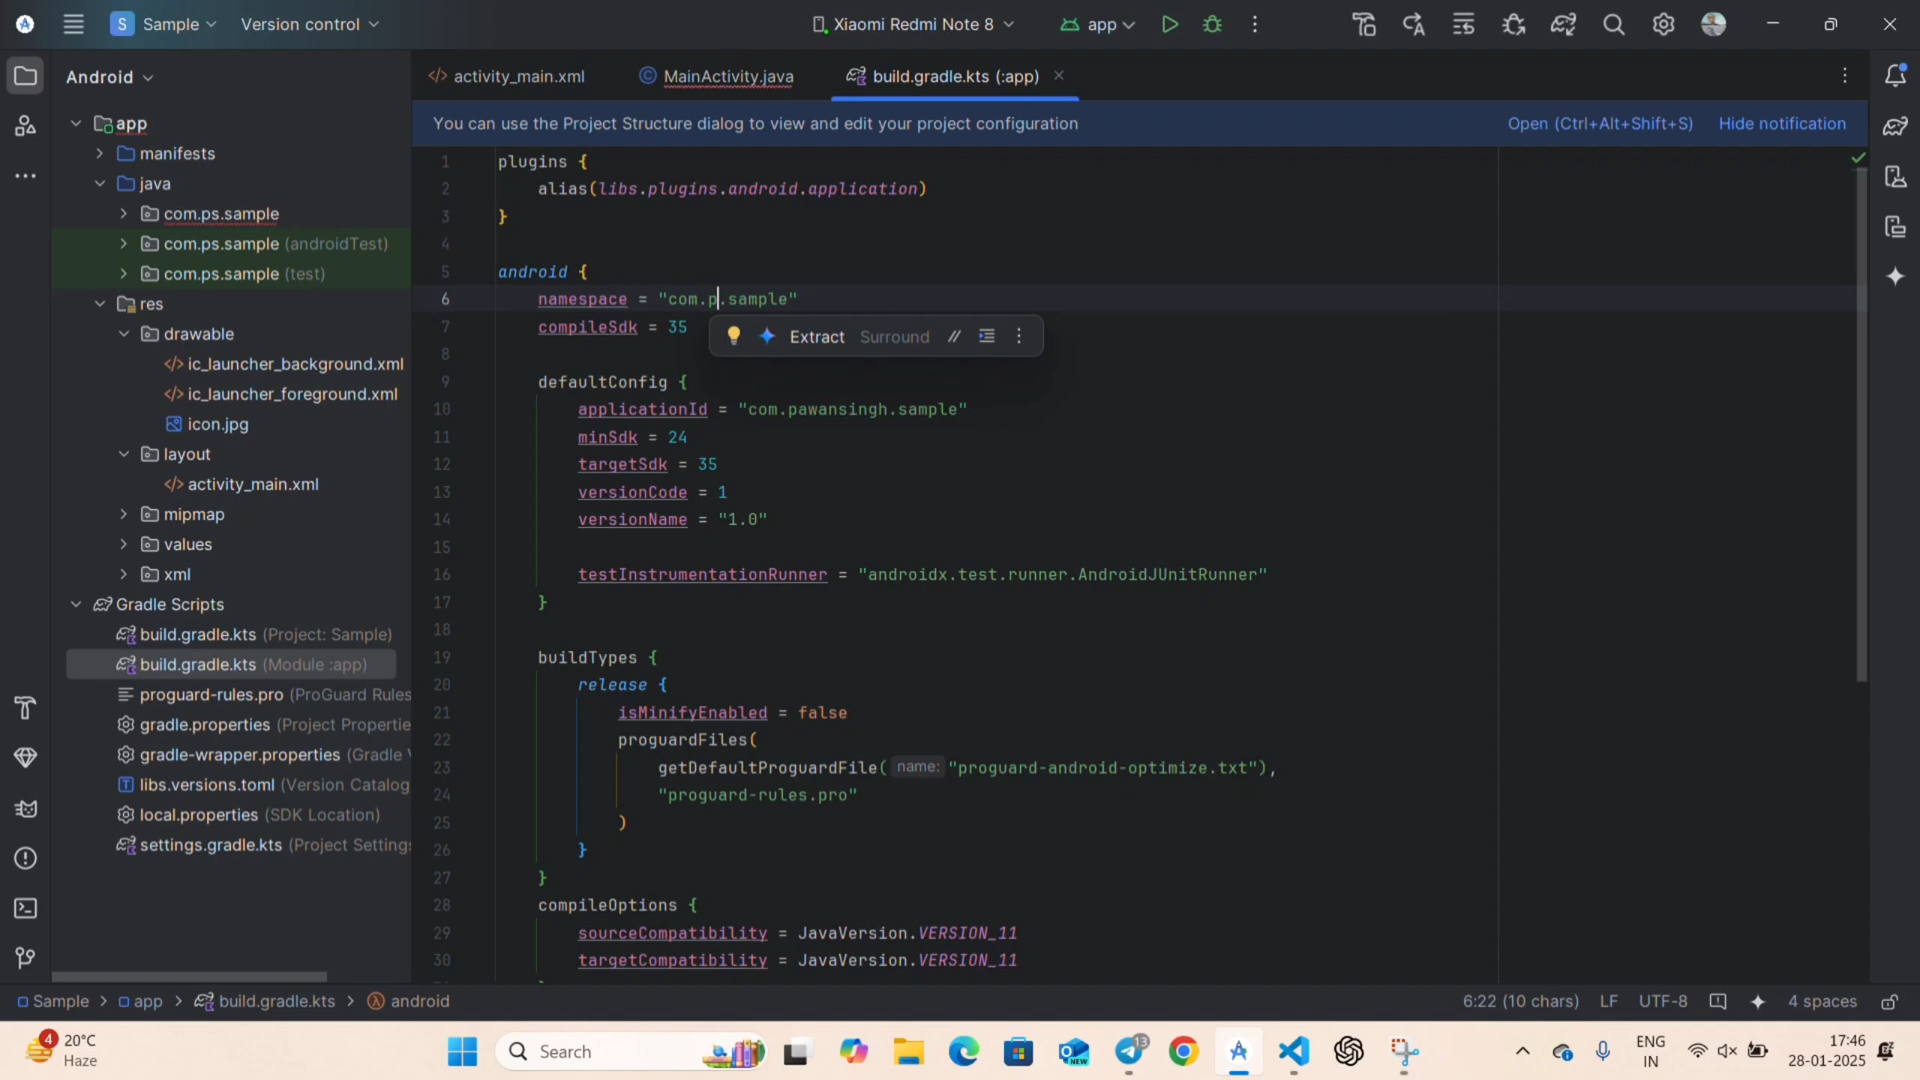 S Sample Version control Xiaomi Redmi Note 8 app
Android
activity_main.xml MainActivity.java build.gradle.kts (:app)
You can use the Project Structure dialog to view and edit your project configuration Open (Ctrl+Alt+Shift+S) Hide notification
app
manifests
java
com.ps.sample
com.ps.sample (androidTest)
com.ps.sample (test)
res
drawable
ic_launcher_background.xml
ic_launcher_foreground.xml
icon.jpg
layout
activity_main.xml
mipmap
values
xml
Gradle Scripts
build.gradle.kts (Project: Sample)
build.gradle.kts (Module :app)
proguard-rules.pro (ProGuard Rules
gradle.properties (Project Propertie
gradle-wrapper.properties (Gradle V
libs.versions.toml (Version Catalog
local.properties (SDK Location)
settings.gradle.kts (Project Settings
1 plugins {
2 alias(libs.plugins.android.application)
3 }
4
5 android {
6 namespace = "com.p.sample"
7 compileSdk = 35
Extract Surround //
8
9 defaultConfig {
10 applicationId = "com.pawansingh.sample"
11 minSdk = 24
12 targetSdk = 35
13 versionCode = 1
14 versionName = "1.0"
15
16 testInstrumentationRunner = "androidx.test.runner.AndroidJUnitRunner"
17 }
18
19 buildTypes {
20 release {
21 isMinifyEnabled = false
22 proguardFiles(
23 getDefaultProguardFile( name: "proguard-android-optimize.txt"),
24 "proguard-rules.pro"
25 )
26 }
27 }
28 compileOptions {
29 sourceCompatibility = JavaVersion.VERSION_11
30 targetCompatibility = JavaVersion.VERSION_11
Sample > app > build.gradle.kts > android 6:22 (10 chars) LF UTF-8 4 spaces
4 20°C
Haze
Search
NEW
13
ENG
IN
17:46
28-01-2025